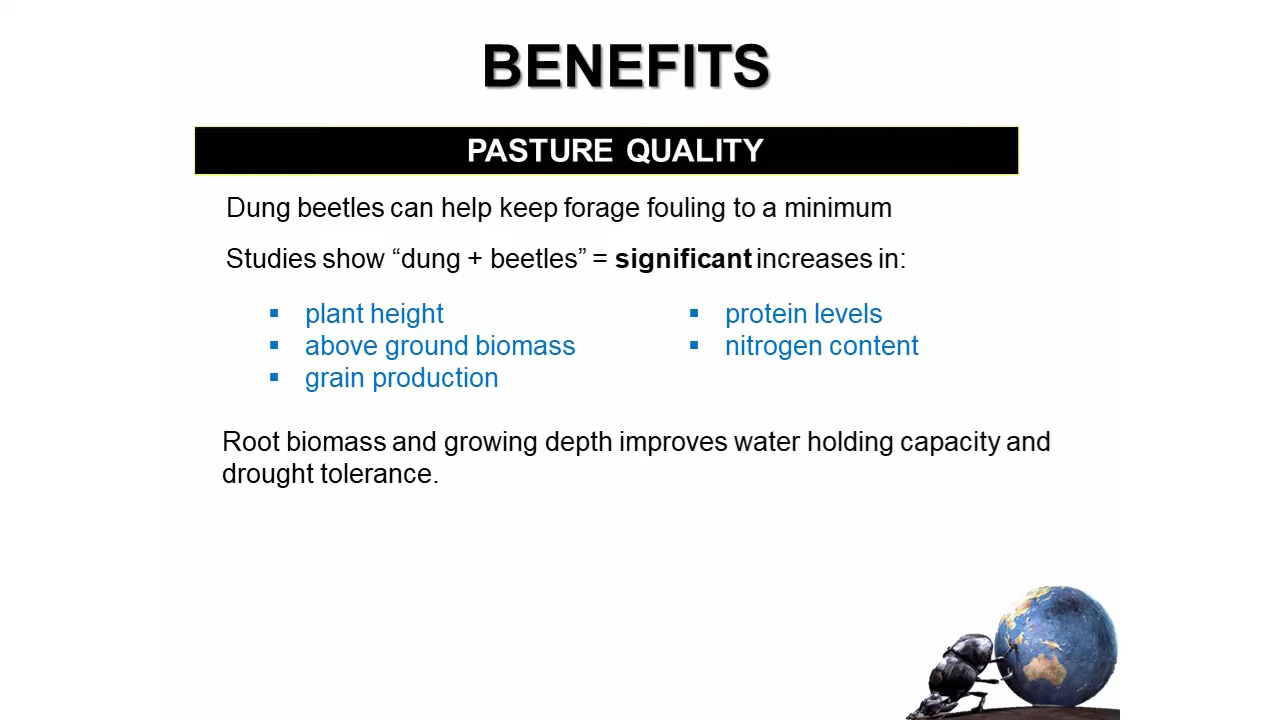 BENEFITS
PASTURE QUALITY
Dung beetles can help keep forage fouling to a minimum
Studies show “dung + beetles” = significant increases in:
▪ plant height
▪ above ground biomass
▪ grain production
▪ protein levels
▪ nitrogen content
Root biomass and growing depth improves water holding capacity and
drought tolerance.